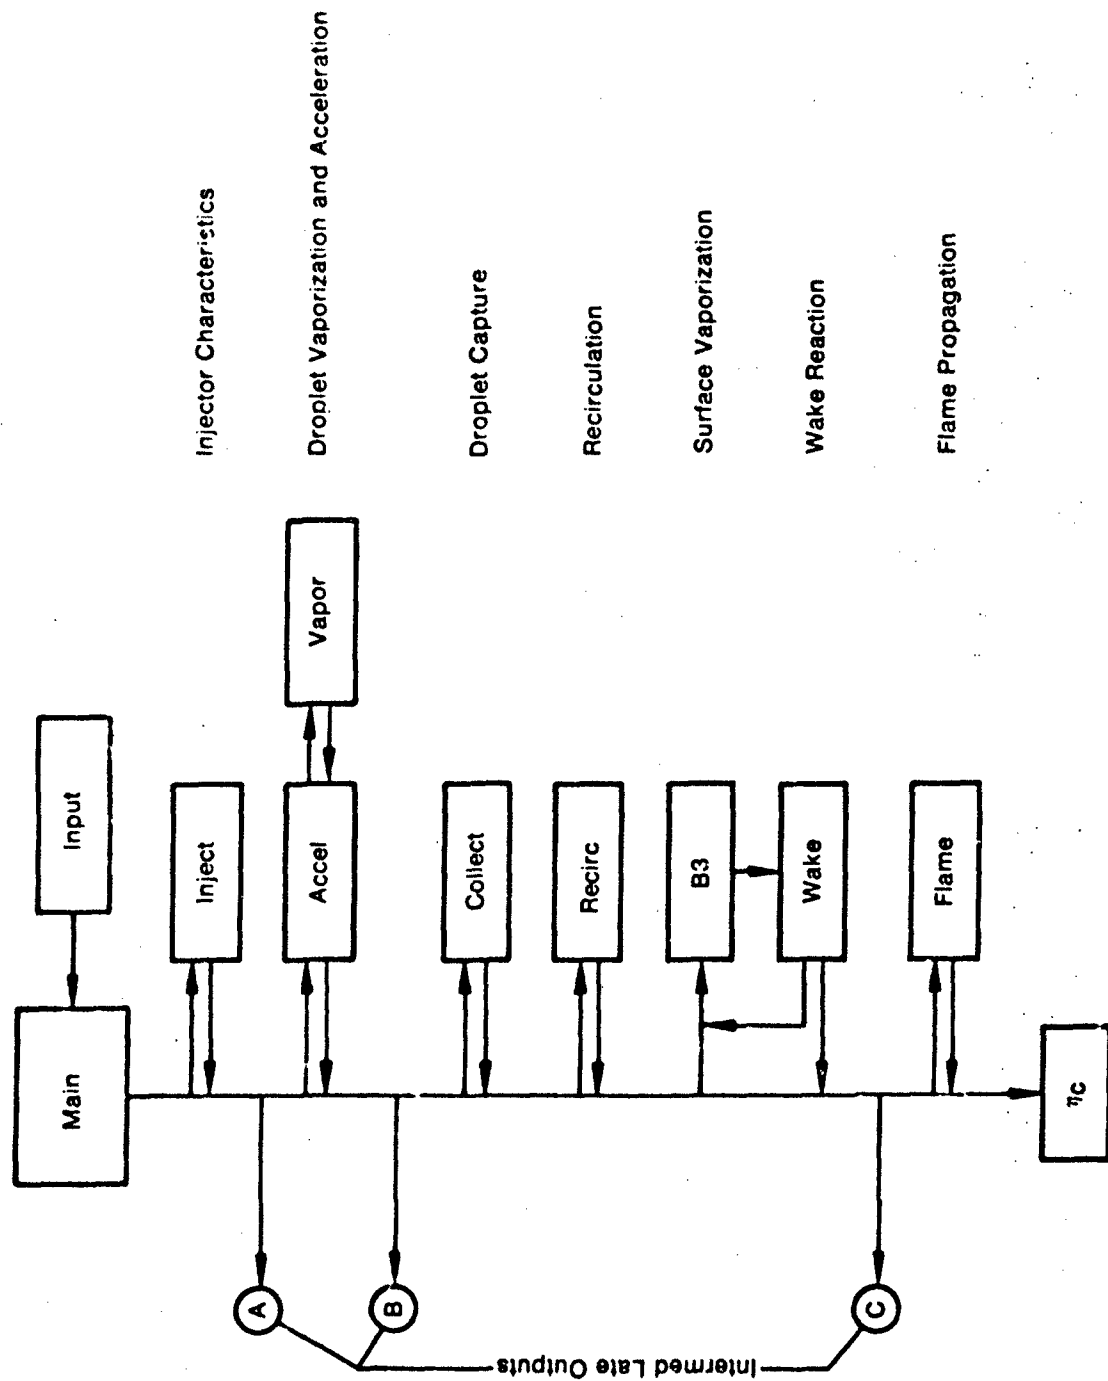 Input
Main
Inject
Injector Characteristics
A
Accel
Vapor
Droplet Vaporization and Acceleration
B
Collect
Droplet Capture
Recirc
Recirculation
B3
Surface Vaporization
Wake
Wake Reaction
C
Flame
Flame Propagation
ηc
Intermed Late Outputs